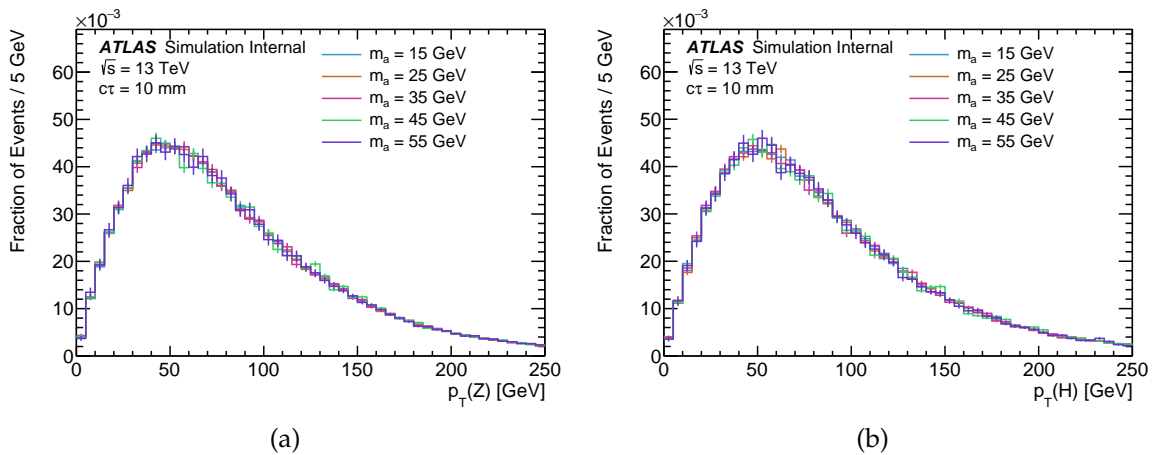 ×10⁻³
Fraction of Events / 5 GeV
ATLAS Simulation Internal
√s = 13 TeV
cτ = 10 mm
m_a = 15 GeV
m_a = 25 GeV
m_a = 35 GeV
m_a = 45 GeV
m_a = 55 GeV
60
50
40
30
20
10
0
0 50 100 150 200 250
p_T(Z) [GeV]
(a)
×10⁻³
Fraction of Events / 5 GeV
ATLAS Simulation Internal
√s = 13 TeV
cτ = 10 mm
m_a = 15 GeV
m_a = 25 GeV
m_a = 35 GeV
m_a = 45 GeV
m_a = 55 GeV
60
50
40
30
20
10
0
0 50 100 150 200 250
p_T(H) [GeV]
(b)